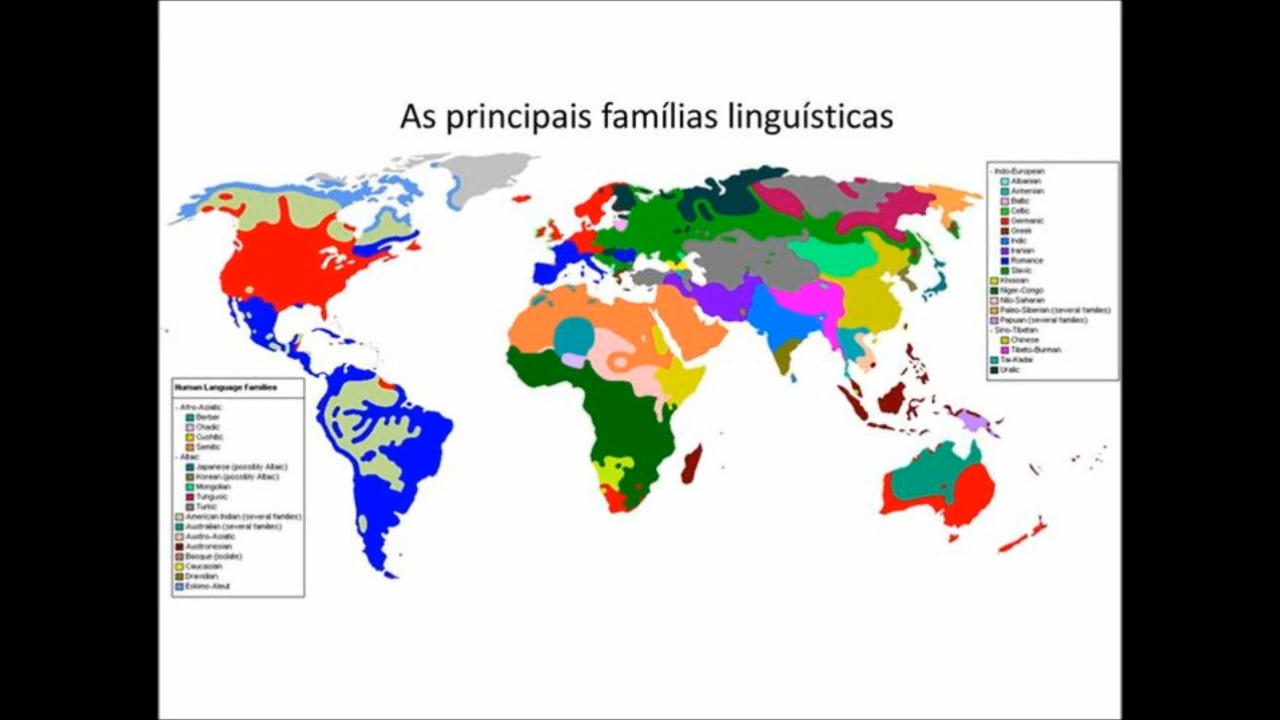 As principais famílias linguísticas
Human Language Families
- Afro-Asiatic
Berber
Chadic
Cushitic
Semitic
- Altaic
Japanese (possibly Altaic)
Korean (possibly Altaic)
Mongolian
Tungusic
Turkic
American Indian (several families)
Australian (several families)
Austro-Asiatic
Austronesian
Basque (isolate)
Caucasian
Dravidian
Eskimo-Aleut
- Indo-European
Albanian
Armenian
Baltic
Celtic
Germanic
Greek
Indic
Iranian
Romance
Slavic
Khoisan
Niger-Congo
Nilo-Saharan
Paleo-Siberian (several families)
Papuan (several families)
- Sino-Tibetan
Chinese
Tibeto-Burman
Tai-Kadai
Uralic